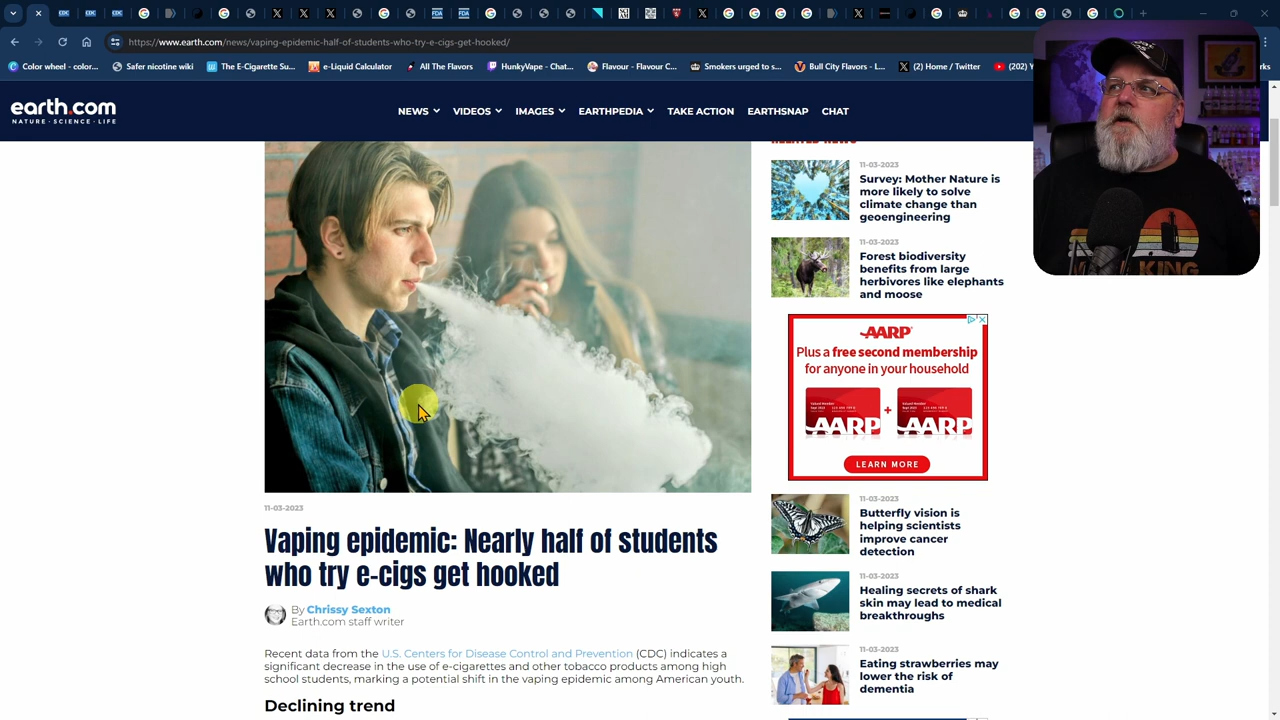 CDC
CDC
CDC
FDA
FDA
https://www.earth.com/news/vaping-epidemic-half-of-students-who-try-e-cigs-get-hooked/
Color wheel - color...
Safer nicotine wiki
The E-Cigarette Su...
e-Liquid Calculator
All The Flavors
HunkyVape - Chat...
Flavour - Flavour C...
Smokers urged to s...
Bull City Flavors - L...
(2) Home / Twitter
(202)
earth.com
NATURE · SCIENCE · LIFE
NEWS
VIDEOS
EARTHPEDIA
TAKE ACTION
EARTHSNAP
CHAT
11-03-2023
Survey: Mother Nature is
more likely to solve
climate change than
geoengineering
11-03-2023
Forest biodiversity
benefits from large
herbivores like elephants
and moose
AARP
Plus a free second membership
for anyone in your household
AARP
+
AARP
LEARN MORE
11-03-2023
Butterfly vision is
helping scientists
improve cancer
detection
11-03-2023
Healing secrets of shark
skin may lead to medical
breakthroughs
11-03-2023
Eating strawberries may
lower the risk of
dementia
11-03-2023
Vaping epidemic: Nearly half of students
who try e-cigs get hooked
By Chrissy Sexton
Earth.com staff writer
Recent data from the U.S. Centers for Disease Control and Prevention (CDC) indicates a
significant decrease in the use of e-cigarettes and other tobacco products among high
school students, marking a potential shift in the vaping epidemic among American youth.
Declining trend